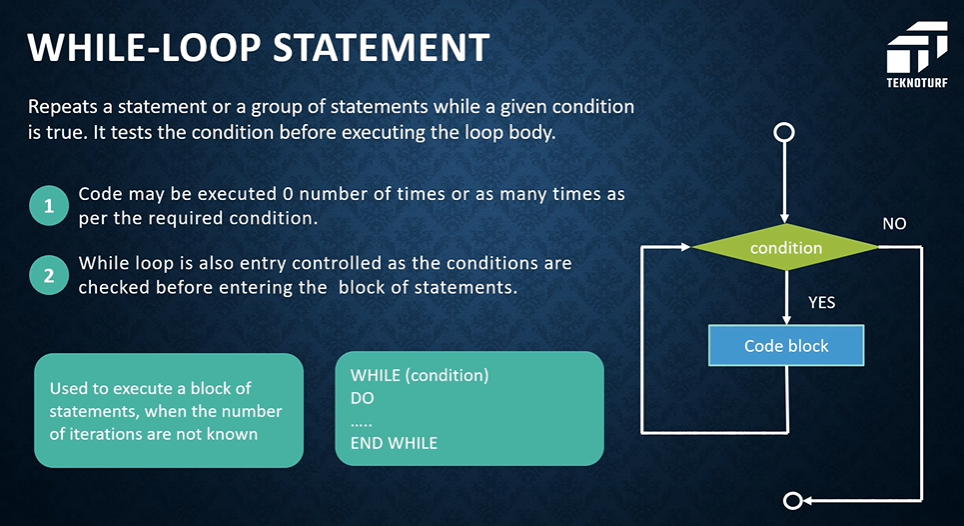 WHILE-LOOP STATEMENT
TEKNOTURF
Repeats a statement or a group of statements while a given condition
is true. It tests the condition before executing the loop body.
1
Code may be executed 0 number of times or as many times as
per the required condition.
2
While loop is also entry controlled as the conditions are
checked before entering the block of statements.
Used to execute a block of
statements, when the number
of iterations are not known
WHILE (condition)
DO
.....
END WHILE
condition
NO
YES
Code block